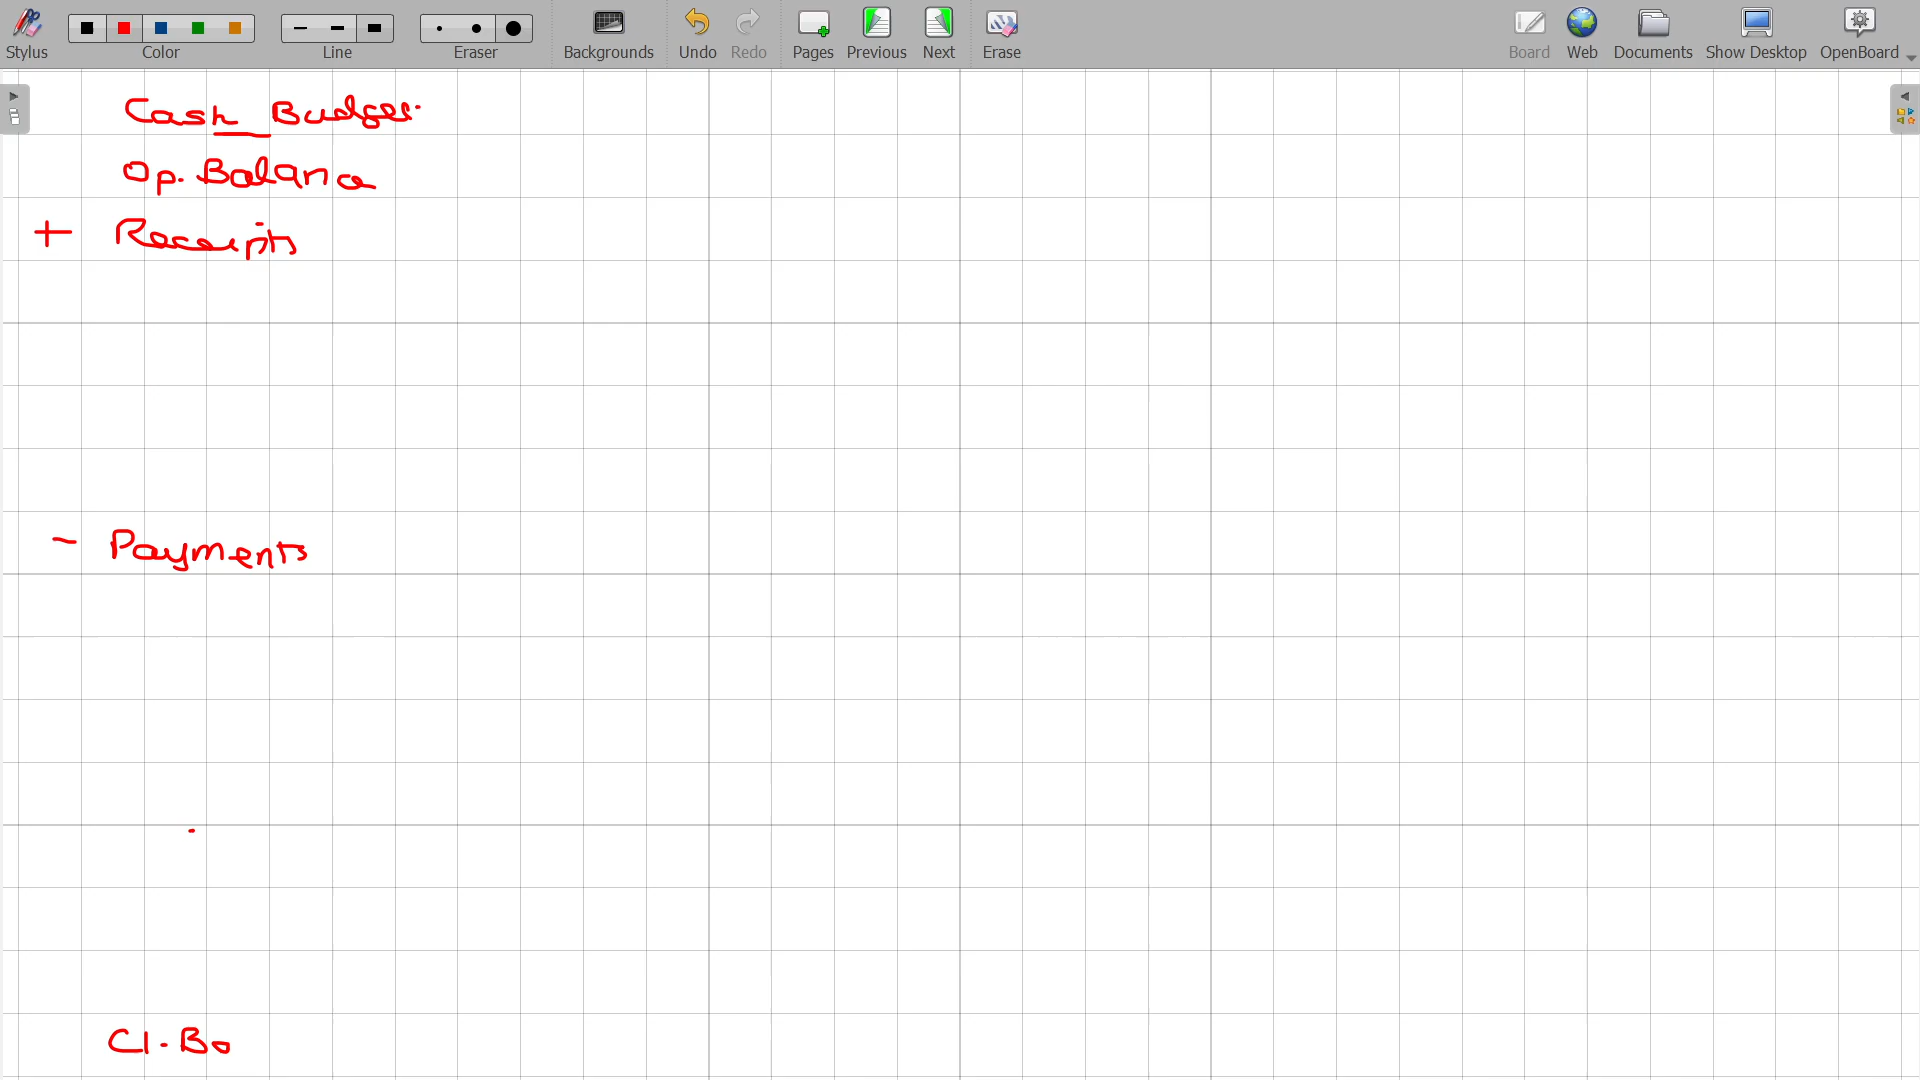 Stylus Color Line Eraser Backgrounds Undo Redo Pages Previous Next Erase Board Web Documents Show Desktop OpenBoard
Cash Budget
Op. Balance
+ Receipts
- Payments
Cl. Ba